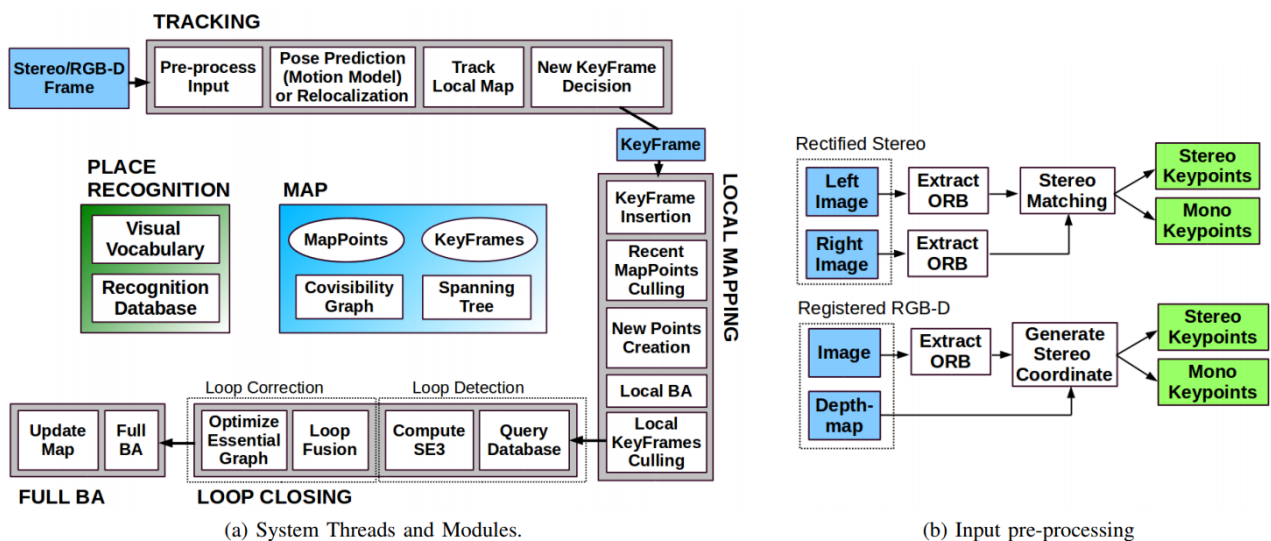 TRACKING
Stereo/RGB-D
Frame
Pre-process
Input
Pose Prediction
(Motion Model)
or Relocalization
Track
Local Map
New KeyFrame
Decision
KeyFrame
PLACE
RECOGNITION
Visual
Vocabulary
Recognition
Database
MAP
MapPoints
KeyFrames
Covisibility
Graph
Spanning
Tree
LOCAL MAPPING
KeyFrame
Insertion
Recent
MapPoints
Culling
New Points
Creation
Local BA
Local
KeyFrames
Culling
Loop Correction
Loop Detection
Optimize
Essential
Graph
Loop
Fusion
Compute
SE3
Query
Database
Update
Map
Full
BA
FULL BA
LOOP CLOSING
(a) System Threads and Modules.
Rectified Stereo
Left
Image
Extract
ORB
Stereo
Matching
Stereo
Keypoints
Mono
Keypoints
Right
Image
Extract
ORB
Registered RGB-D
Image
Extract
ORB
Generate
Stereo
Coordinate
Stereo
Keypoints
Mono
Keypoints
Depth-
map
(b) Input pre-processing